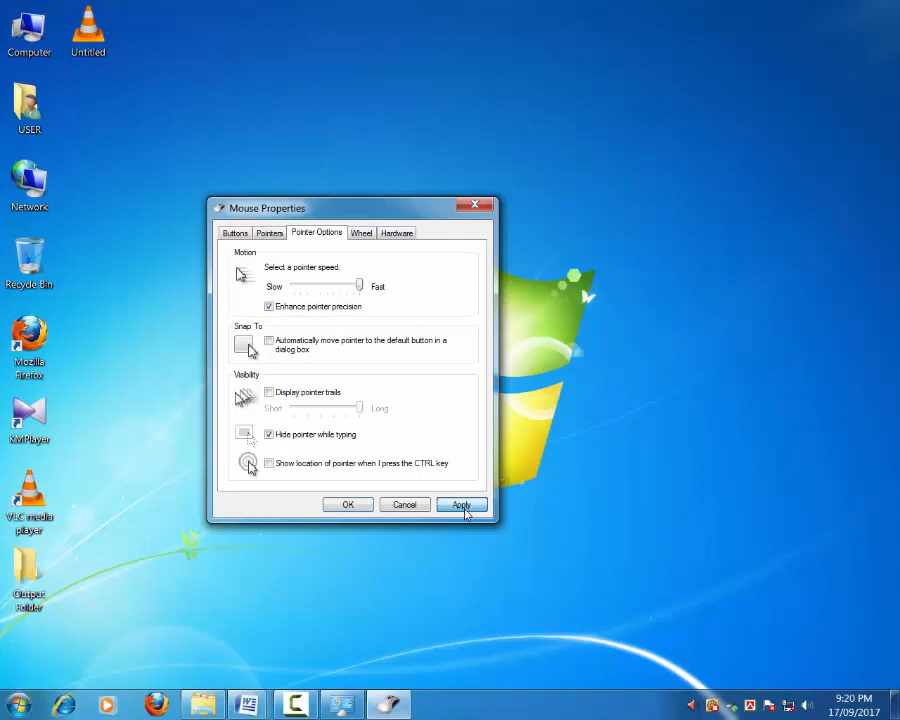 Computer
Untitled
USER
Network
Recycle Bin
Mozilla
Firefox
KMPlayer
VLC media
player
Output
Folder
Mouse Properties
Buttons
Pointers
Pointer Options
Wheel
Hardware
Motion
Select a pointer speed:
Slow
Fast
Enhance pointer precision
Snap To
Automatically move pointer to the default button in a
dialog box
Visibility
Display pointer trails
Short
Long
Hide pointer while typing
Show location of pointer when I press the CTRL key
OK
Cancel
Apply
9:20 PM
17/09/2017